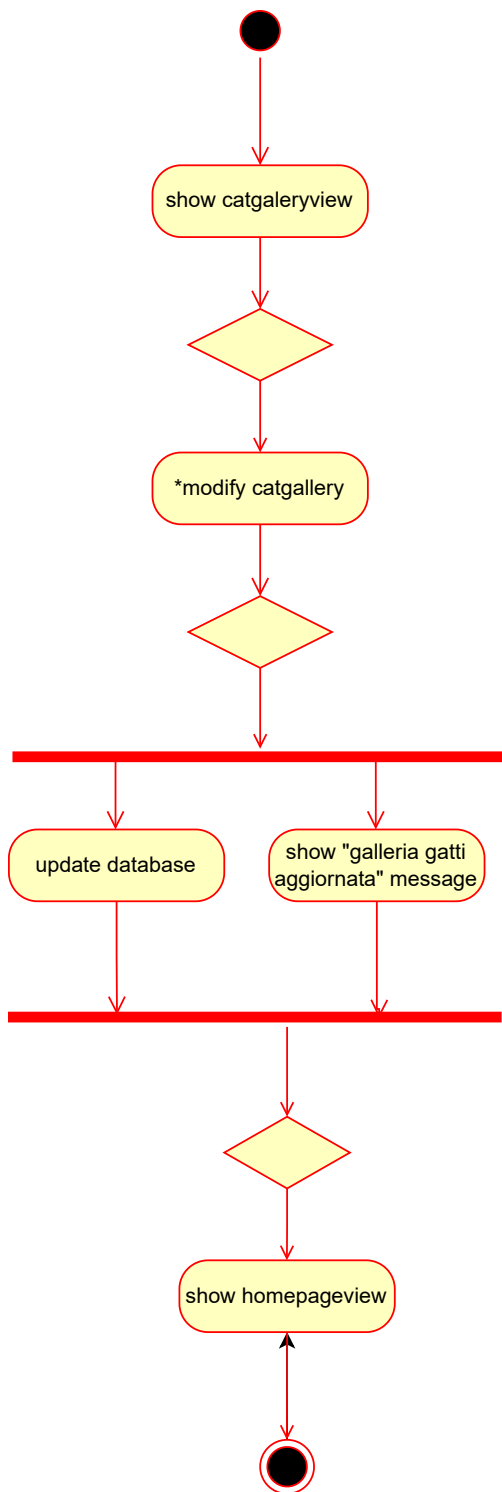 show catgaleryview
*modify catgallery
update database
show "galleria gatti
aggiornata" message
show homepageview